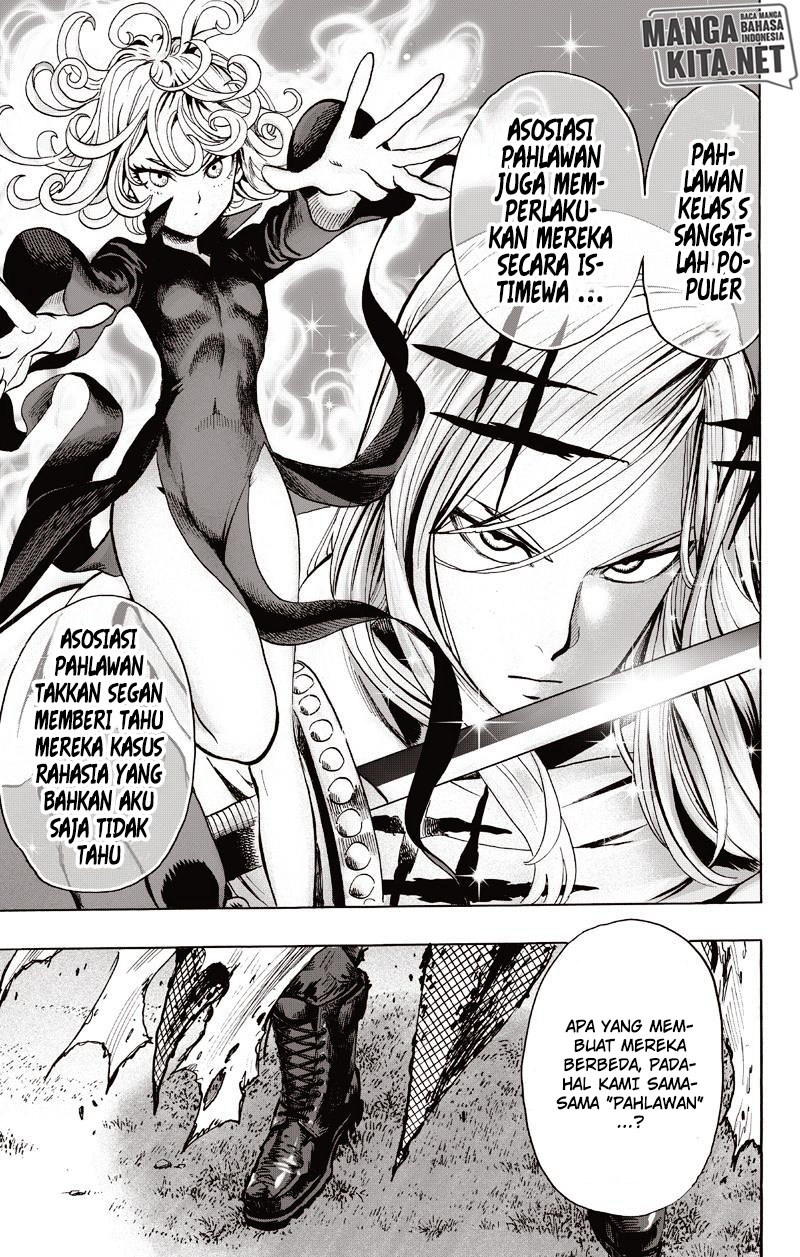 MANGA
KITA.NET
BACA MANGA
BAHASA
INDONESIA
PAH-
LAWAN
KELAS S
SANGAT-
LAH PO-
PULER
ASOSIASI
PAHLAWAN
JUGA MEM-
PERLAKU-
KAN MEREKA
SECARA IS-
TIMEWA ...
ASOSIASI
PAHLAWAN
TAKKAN SEGAN
MEMBERI TAHU
MEREKA KASUS
RAHASIA YANG
BAHKAN AKU
SAJA TIDAK
TAHU
APA YANG MEM-
BUAT MEREKA
BERBEDA, PADA-
HAL KAMI SAMA-
SAMA "PAHLAWAN"
...?